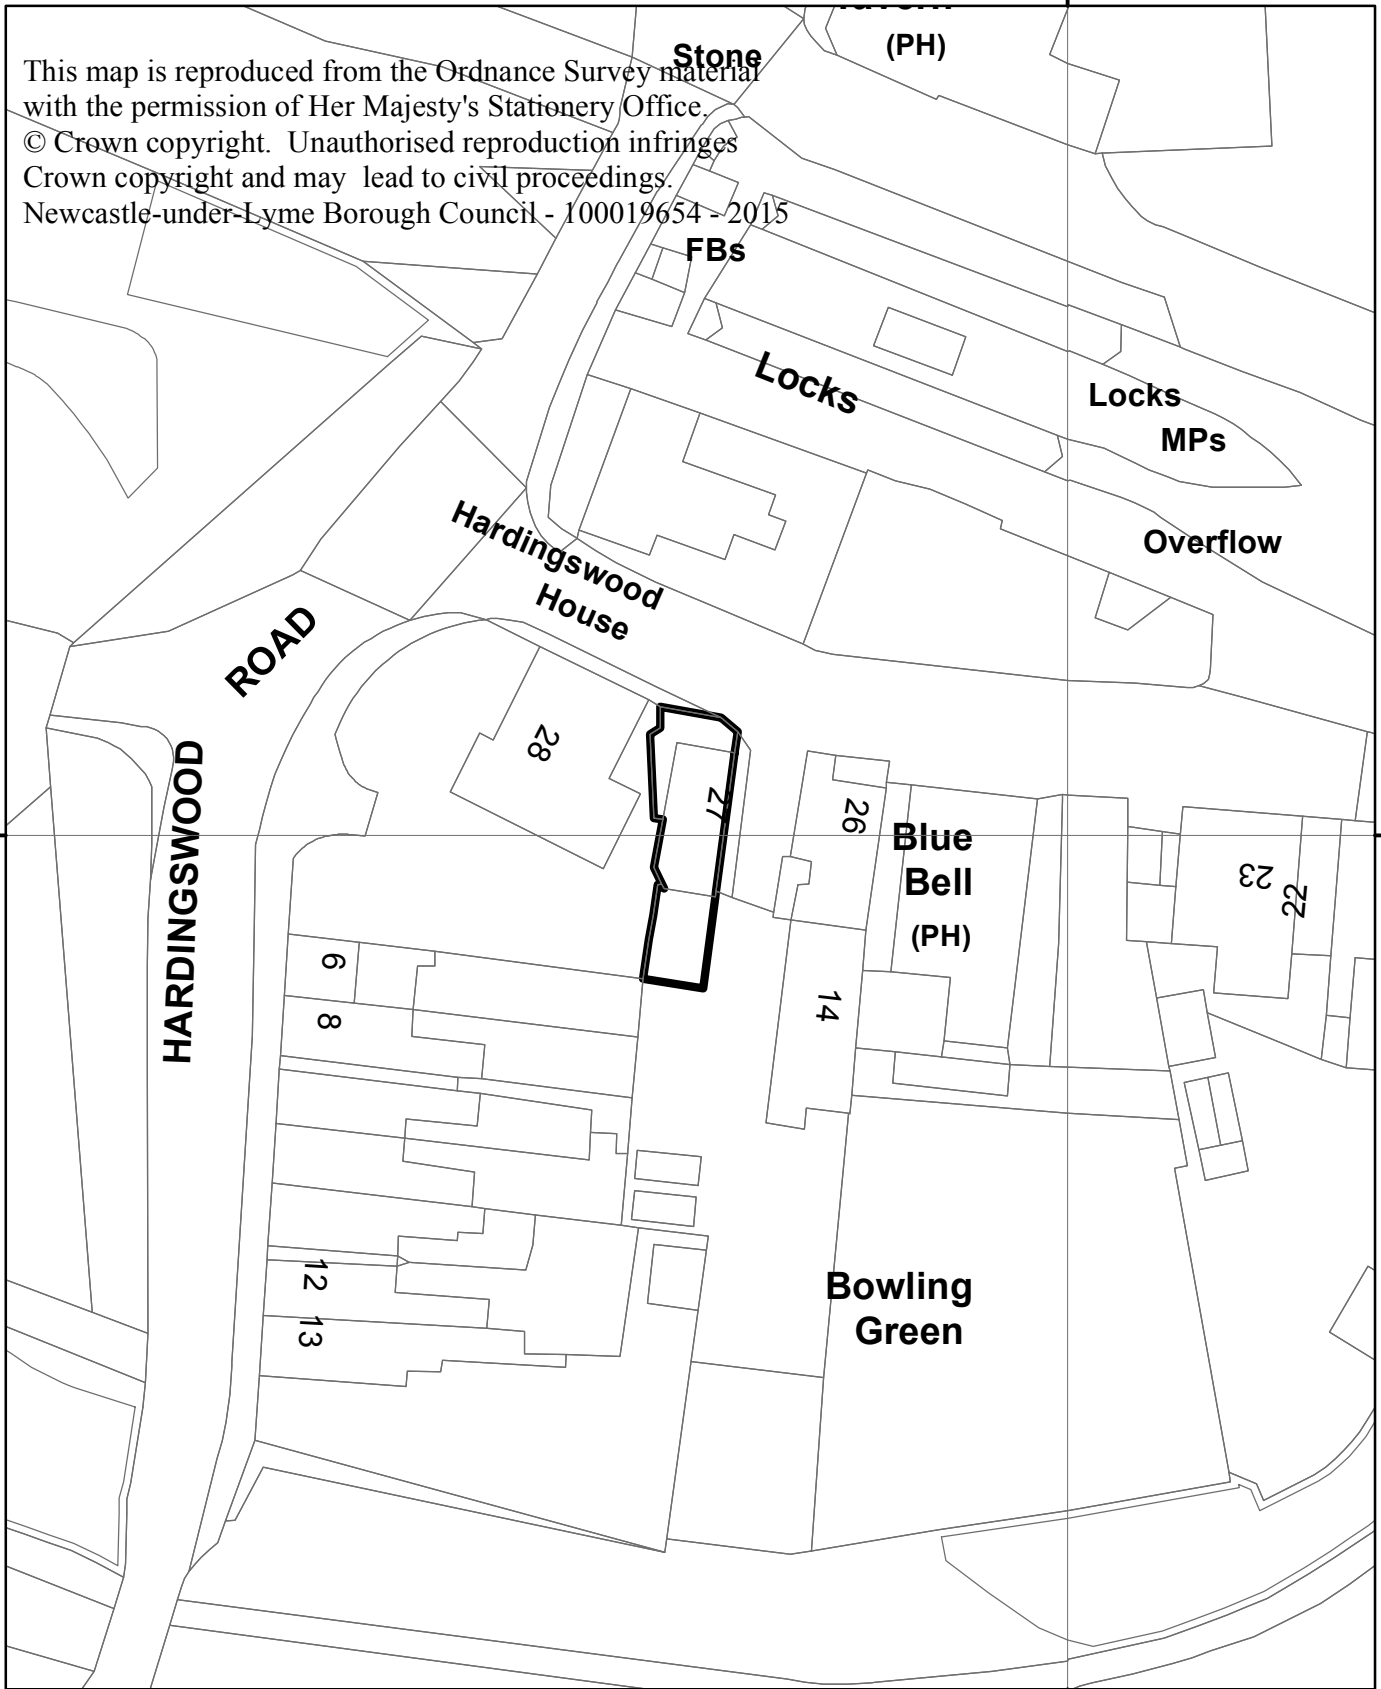 (PH)
Stone
This map is reproduced from the Ordnance Survey material
with the permission of Her Majesty's Stationery Office.
© Crown copyright. Unauthorised reproduction infringes
Crown copyright and may lead to civil proceedings.
Newcastle-under-Lyme Borough Council - 100019654 - 2015
FBs
Locks
Locks
MPs
Overflow
Hardingswood
House
HARDINGSWOOD
ROAD
28
27
26
Blue
Bell
(PH)
23
22
6
8
14
12
13
Bowling
Green